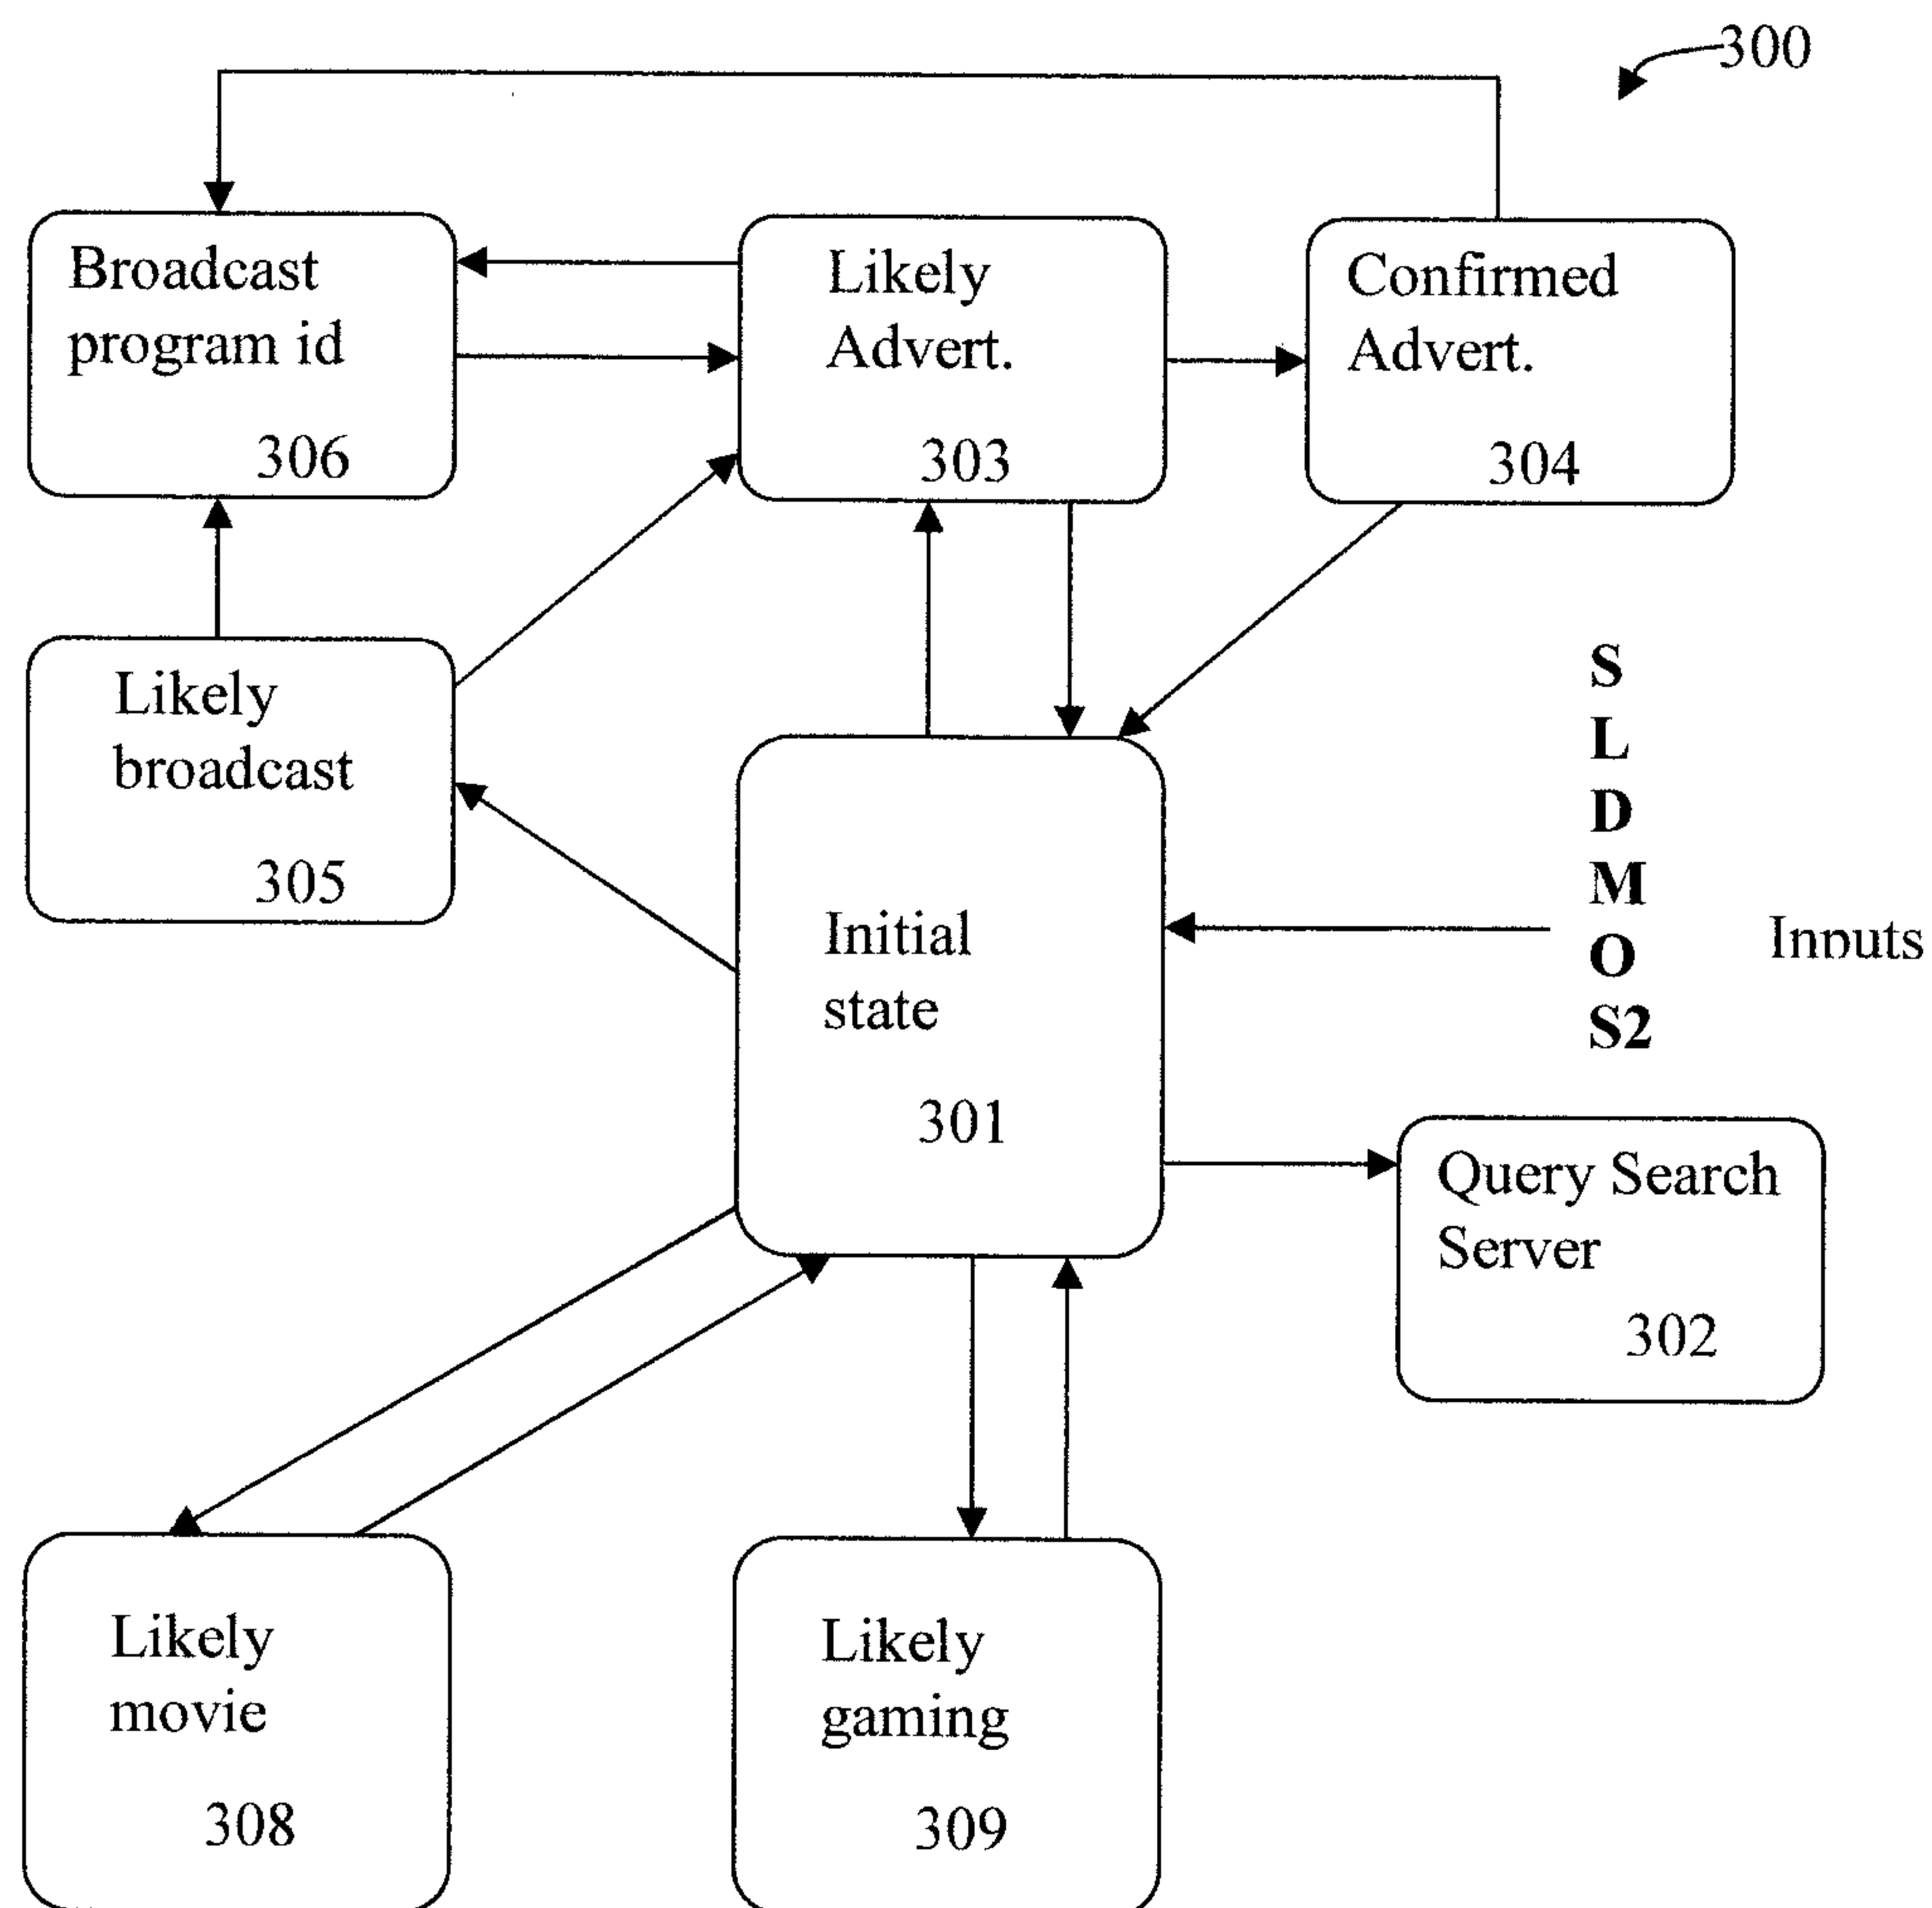 300
Broadcast
program id
306
Likely
Advert.
303
Confirmed
Advert.
304
Likely
broadcast
305
Initial
state
301
S
L
D
M
O
S2
Inputs
Query Search
Server
302
Likely
movie
308
Likely
gaming
309